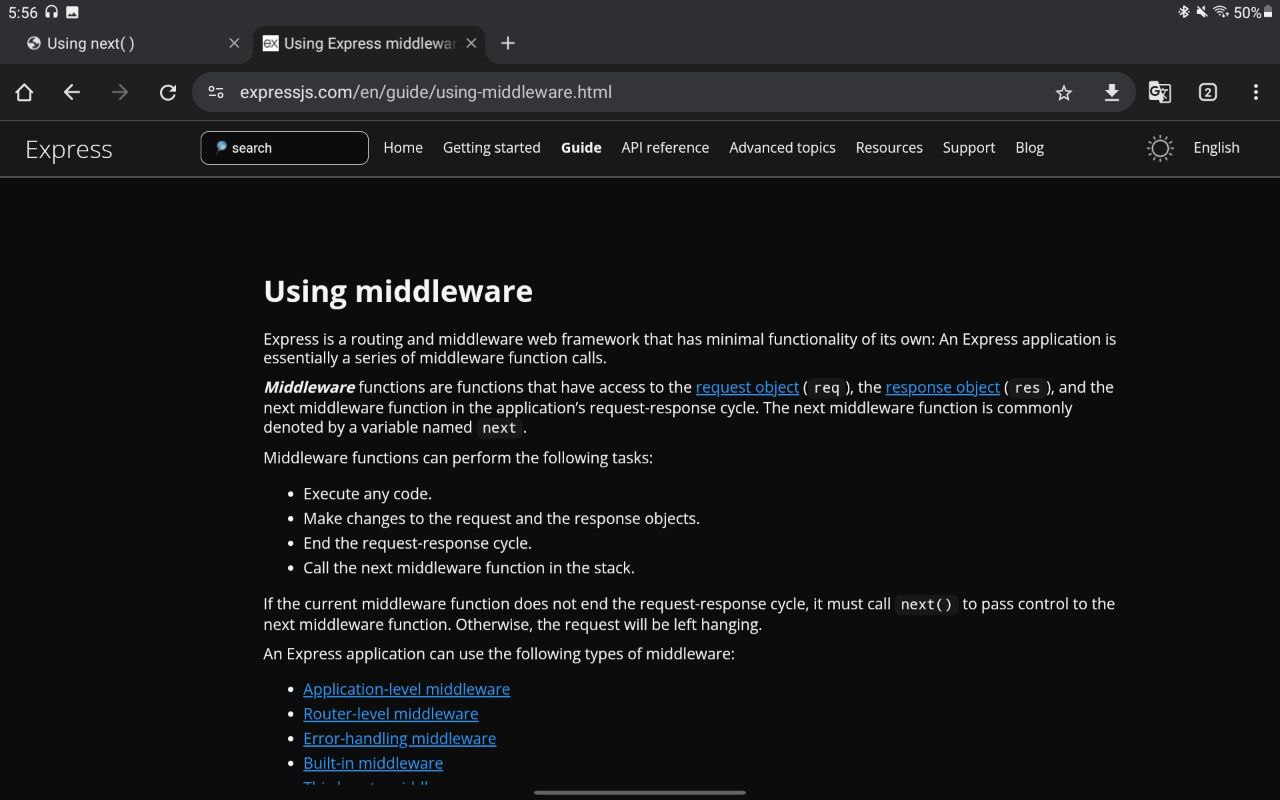 5:56
50%
Using next( )
ex Using Express middlewar
expressjs.com/en/guide/using-middleware.html
2
Express
search
Home
Getting started
Guide
API reference
Advanced topics
Resources
Support
Blog
English
Using middleware
Express is a routing and middleware web framework that has minimal functionality of its own: An Express application is
essentially a series of middleware function calls.
Middleware functions are functions that have access to the request object ( req ), the response object ( res ), and the
next middleware function in the application’s request-response cycle. The next middleware function is commonly
denoted by a variable named next .
Middleware functions can perform the following tasks:
• Execute any code.
• Make changes to the request and the response objects.
• End the request-response cycle.
• Call the next middleware function in the stack.
If the current middleware function does not end the request-response cycle, it must call next() to pass control to the
next middleware function. Otherwise, the request will be left hanging.
An Express application can use the following types of middleware:
• Application-level middleware
• Router-level middleware
• Error-handling middleware
• Built-in middleware